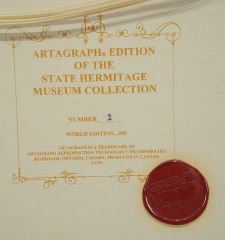 ARTAGRAPH® EDITION
OF THE
STATE HERMITAGE
MUSEUM COLLECTION
NUMBER 1
WORLD EDITION...300
ARTAGRAPH IS A TRADEMARK OF
ARTAGRAPH REPRODUCTION TECHNOLOGY INCORPORATED
MARKHAM, ONTARIO, CANADA. PRODUCED IN CANADA